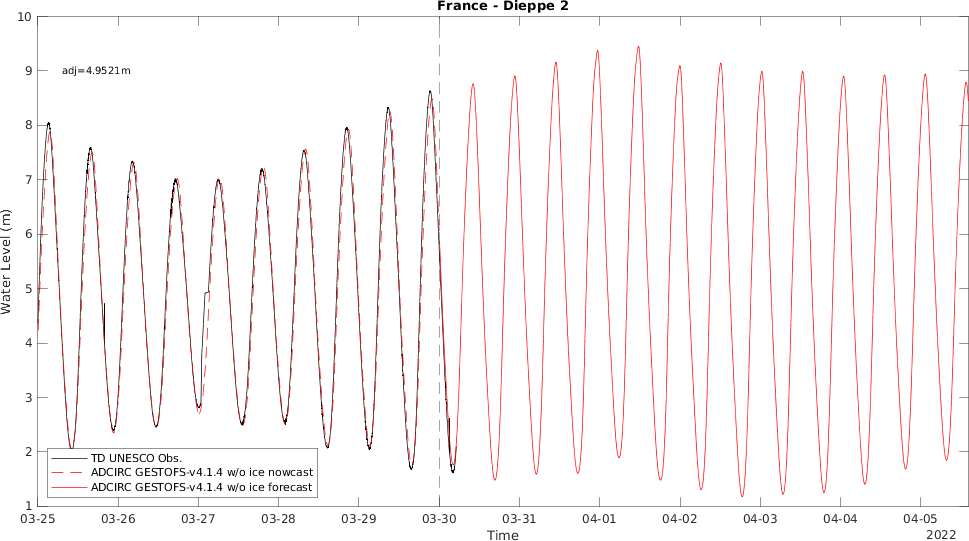 France - Dieppe 2
10
adj=4.9521m
9
8
7
6
5
4
3
2
1
Water Level (m)
TD UNESCO Obs.
ADCIRC GESTOFS-v4.1.4 w/o ice nowcast
ADCIRC GESTOFS-v4.1.4 w/o ice forecast
03-25 03-26 03-27 03-28 03-29 03-30 03-31 04-01 04-02 04-03 04-04 04-05
Time
2022